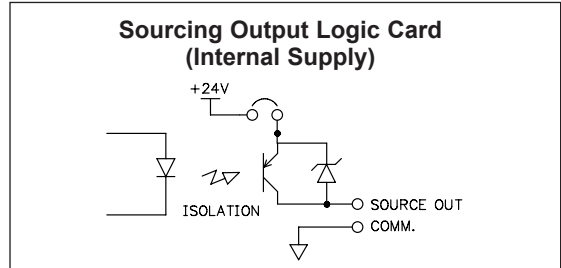 Sourcing Output Logic Card
(Internal Supply)
+24V
ISOLATION
SOURCE OUT
COMM.